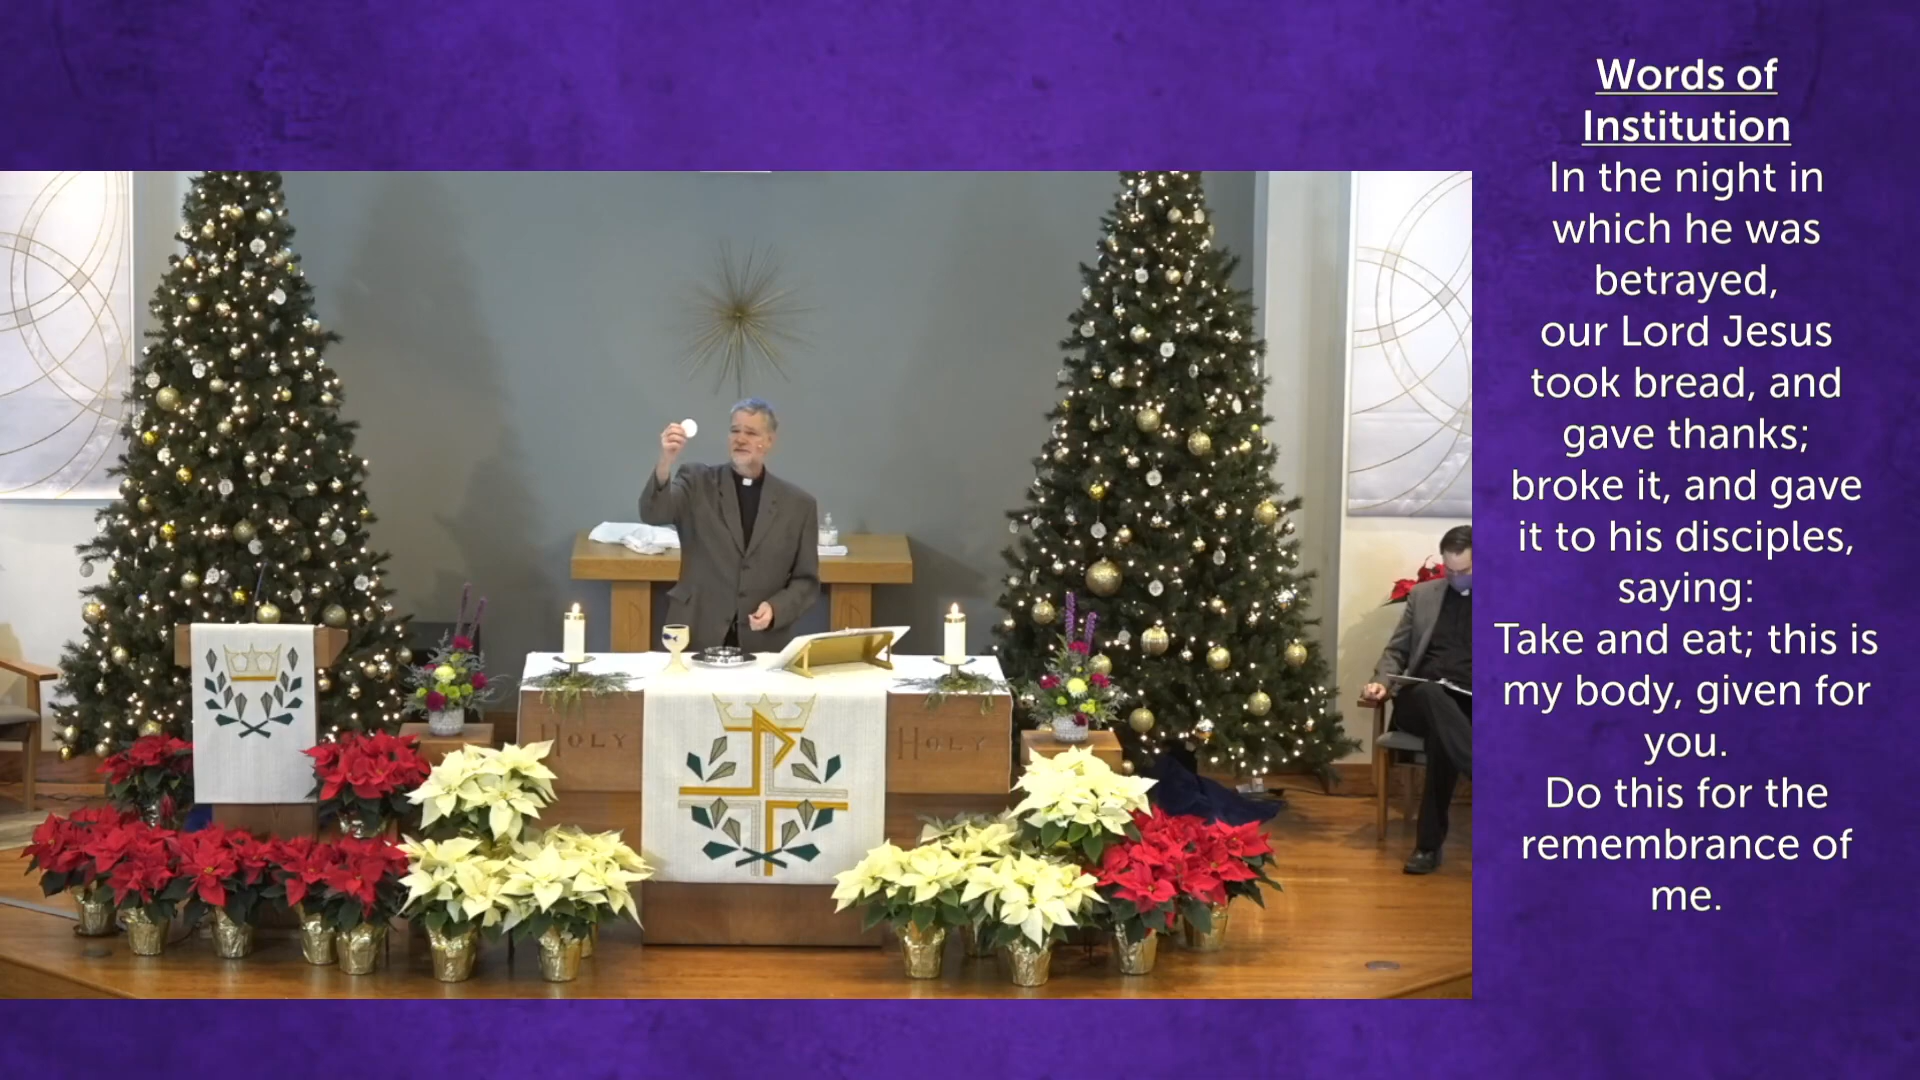 Words of
Institution
In the night in
which he was
betrayed,
our Lord Jesus
took bread, and
gave thanks;
broke it, and gave
it to his disciples,
saying:
Take and eat; this is
my body, given for
you.
Do this for the
remembrance of
me.
HOLY HOLY